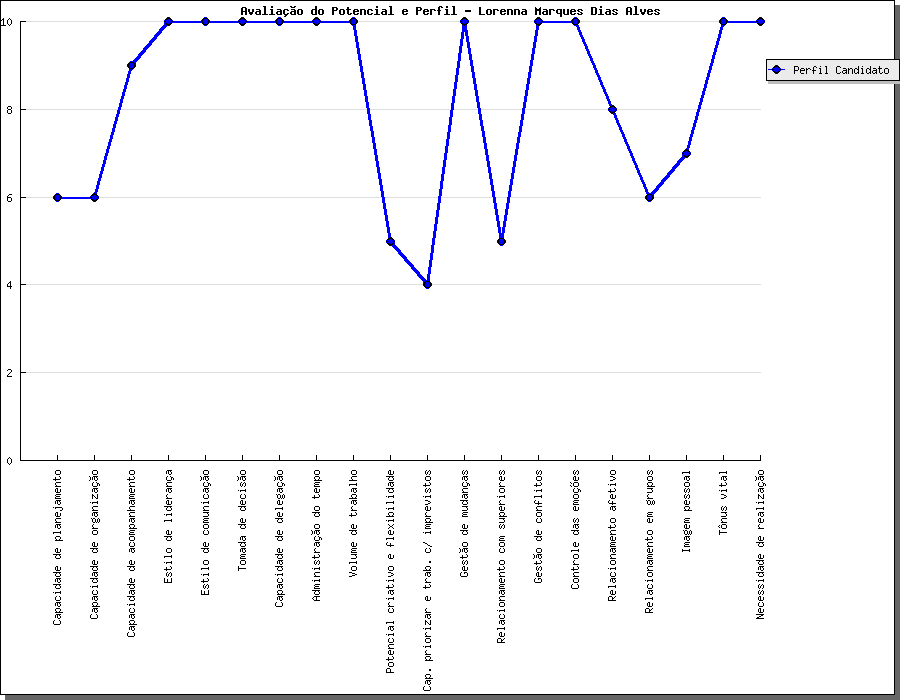 Avaliação do Potencial e Perfil - Lorenna Marques Dias Alves
10
8
6
4
2
0
Perfil Candidato
Capacidade de planejamento
Capacidade de organização
Capacidade de acompanhamento
Estilo de liderança
Estilo de comunicação
Tomada de decisão
Capacidade de delegação
Administração do tempo
Volume de trabalho
Potencial criativo e flexibilidade
Cap. priorizar e trab. c/ imprevistos
Gestão de mudanças
Relacionamento com superiores
Gestão de conflitos
Controle das emoções
Relacionamento afetivo
Relacionamento em grupos
Imagem pessoal
Tônus vital
Necessidade de realização